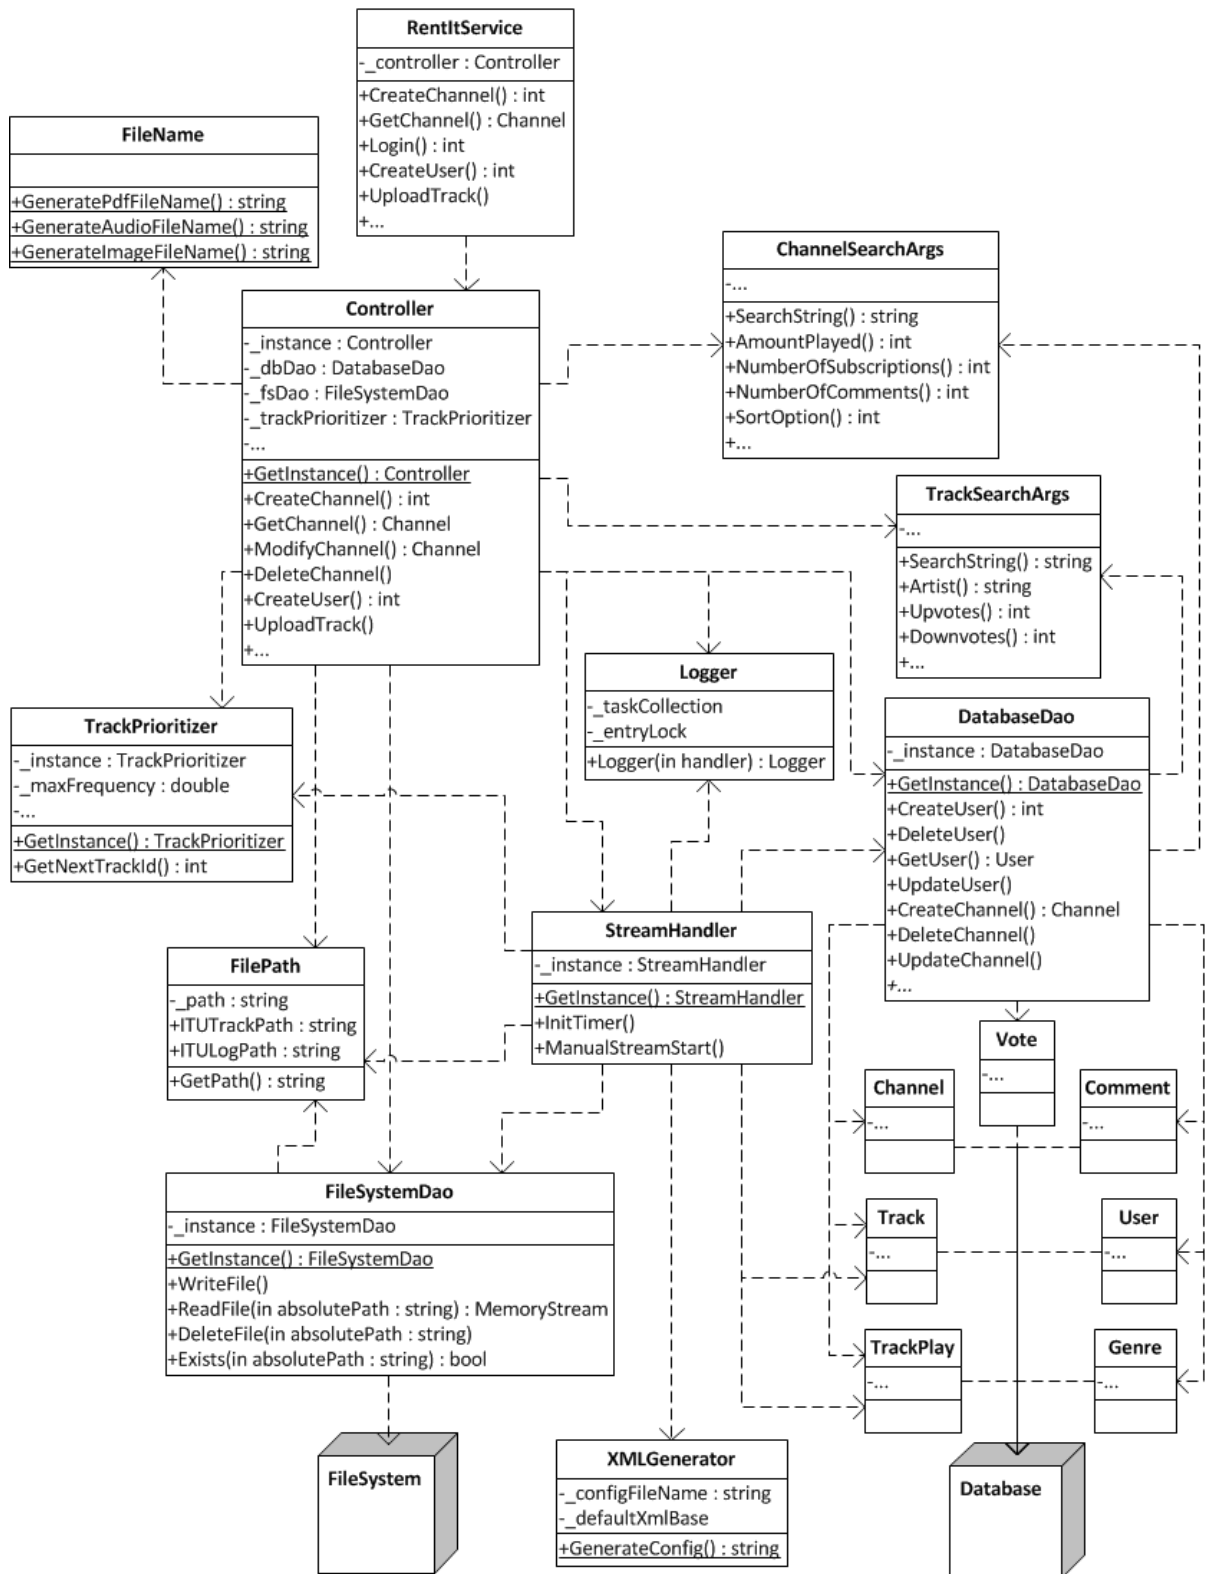 RentItService
-_controller : Controller
+CreateChannel() : int
+GetChannel() : Channel
+Login() : int
+CreateUser() : int
+UploadTrack()
+...
FileName
+GeneratePdfFileName() : string
+GenerateAudioFileName() : string
+GenerateImageFileName() : string
ChannelSearchArgs
-...
+SearchString() : string
+AmountPlayed() : int
+NumberOfSubscriptions() : int
+NumberOfComments() : int
+SortOption() : int
+...
Controller
-_instance : Controller
-_dbDao : DatabaseDao
-_fsDao : FileSystemDao
-_trackPrioritizer : TrackPrioritizer
-...
+GetInstance() : Controller
+CreateChannel() : int
+GetChannel() : Channel
+ModifyChannel() : Channel
+DeleteChannel()
+CreateUser() : int
+UploadTrack()
+...
TrackSearchArgs
-...
+SearchString() : string
+Artist() : string
+Upvotes() : int
+Downvotes() : int
+...
Logger
-_taskCollection
-_entryLock
+Logger(in handler) : Logger
TrackPrioritizer
-_instance : TrackPrioritizer
-_maxFrequency : double
-...
+GetInstance() : TrackPrioritizer
+GetNextTrackId() : int
DatabaseDao
-_instance : DatabaseDao
+GetInstance() : DatabaseDao
+CreateUser() : int
+DeleteUser()
+GetUser() : User
+UpdateUser()
+CreateChannel() : Channel
+DeleteChannel()
+UpdateChannel()
+...
FilePath
-_path : string
+ITUTrackPath : string
+ITULogPath : string
+GetPath() : string
StreamHandler
-_instance : StreamHandler
+GetInstance() : StreamHandler
+InitTimer()
+ManualStreamStart()
Vote
-...
Channel
-...
Comment
-...
FileSystemDao
-_instance : FileSystemDao
+GetInstance() : FileSystemDao
+WriteFile()
+ReadFile(in absolutePath : string) : MemoryStream
+DeleteFile(in absolutePath : string)
+Exists(in absolutePath : string) : bool
Track
-...
User
-...
TrackPlay
-...
Genre
-...
FileSystem
XMLGenerator
-_configFileName : string
-_defaultXmlBase
+GenerateConfig() : string
Database